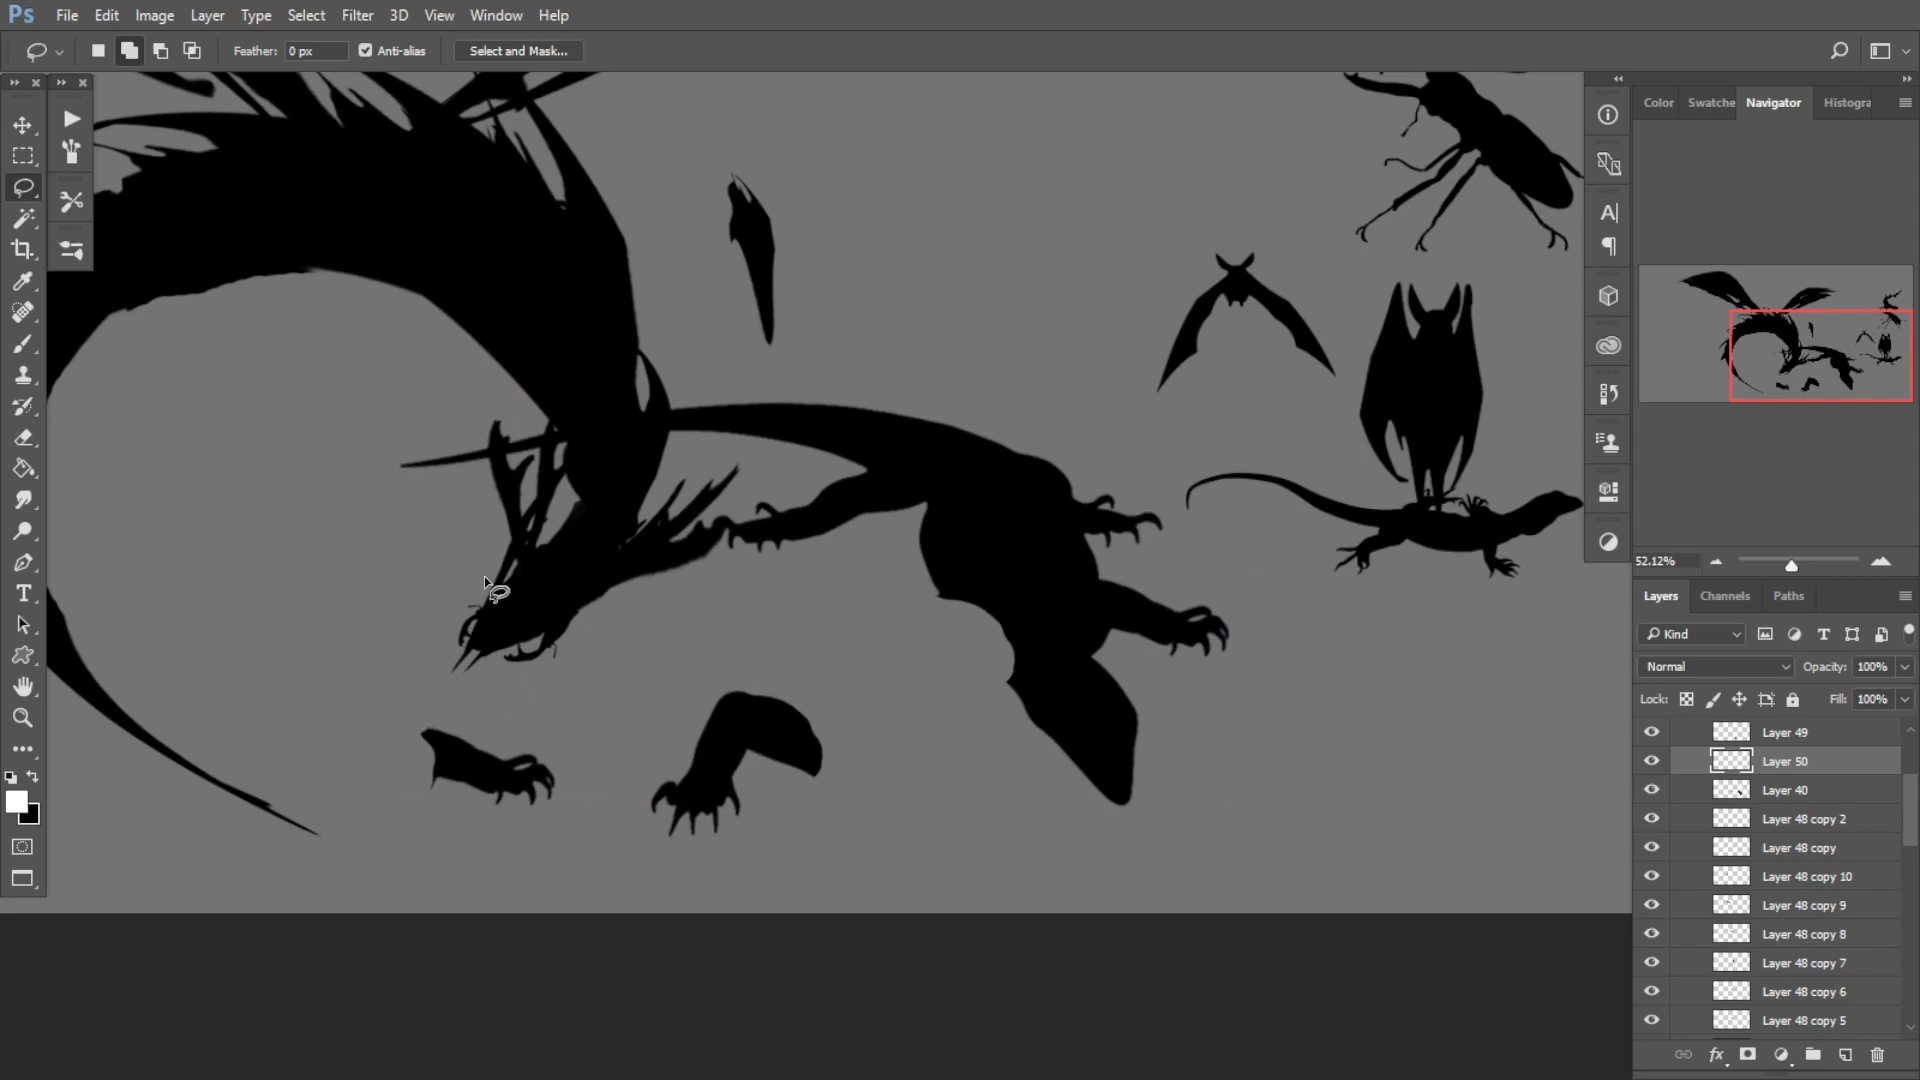 Ps File Edit Image Layer Type Select Filter 3D View Window Help
Feather: 0 px Anti-alias Select and Mask...
Color Swatche Navigator Histogra
52.12%
Layers Channels Paths
Kind
Normal Opacity: 100%
Lock: Fill: 100%
Layer 49
Layer 50
Layer 40
Layer 48 copy 2
Layer 48 copy
Layer 48 copy 10
Layer 48 copy 9
Layer 48 copy 8
Layer 48 copy 7
Layer 48 copy 6
Layer 48 copy 5